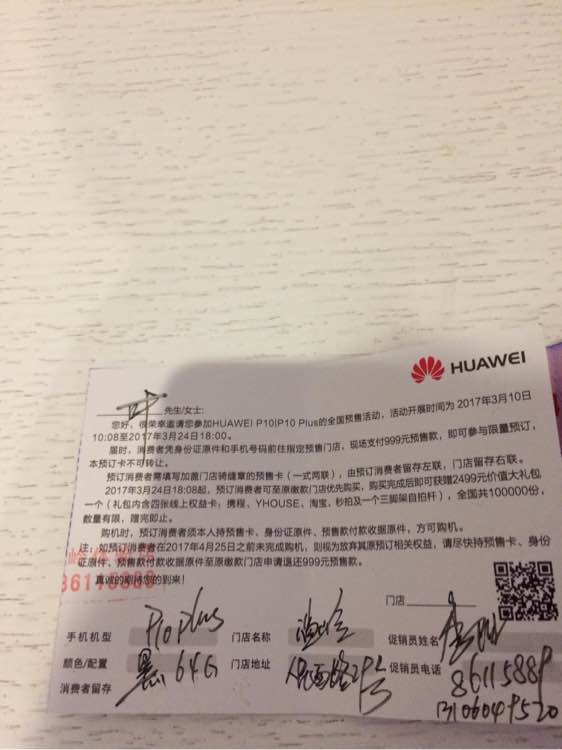 HUAWEI
叶 先生/女士:
您好，很荣幸邀请您参加HUAWEI P10|P10 Plus的全国预售活动，活动开展时间为 2017年3月10日
10:08至2017年3月24日18:00。
届时，消费者凭身份证原件和手机号码前往指定预售门店，现场支付999元预售款，即可参与限量预订，
本预订卡不可转让。
预订消费者需填写加盖门店骑缝章的预售卡（一式两联），由预订消费者留存左联，门店留存右联。
2017年3月24日18:08起，预订消费者可至原缴款门店优先购买，购买完成后即可获赠2499元价值大礼包
一个（礼包内含四张线上权益卡：携程、YHOUSE、淘宝、秒拍及一个三脚架自拍杆），全国共100000份，
数量有限，赠完即止。
购机时，预订消费者须本人持预售卡、身份证原件、预售款付款收据原件，方可购机。
注：如预订消费者在2017年4月25日之前未完成购机，则视为放弃其原预订相关权益，请尽快持预售卡、身份
证原件、预售款付款收据原件至原缴款门店申请退还999元预售款。
真诚的期待您的到来！
门店
手机机型 P10 plus 门店名称 促销员姓名
颜色/配置 黑 64G 门店地址 促销员电话 86115889
消费者留存 13106049520